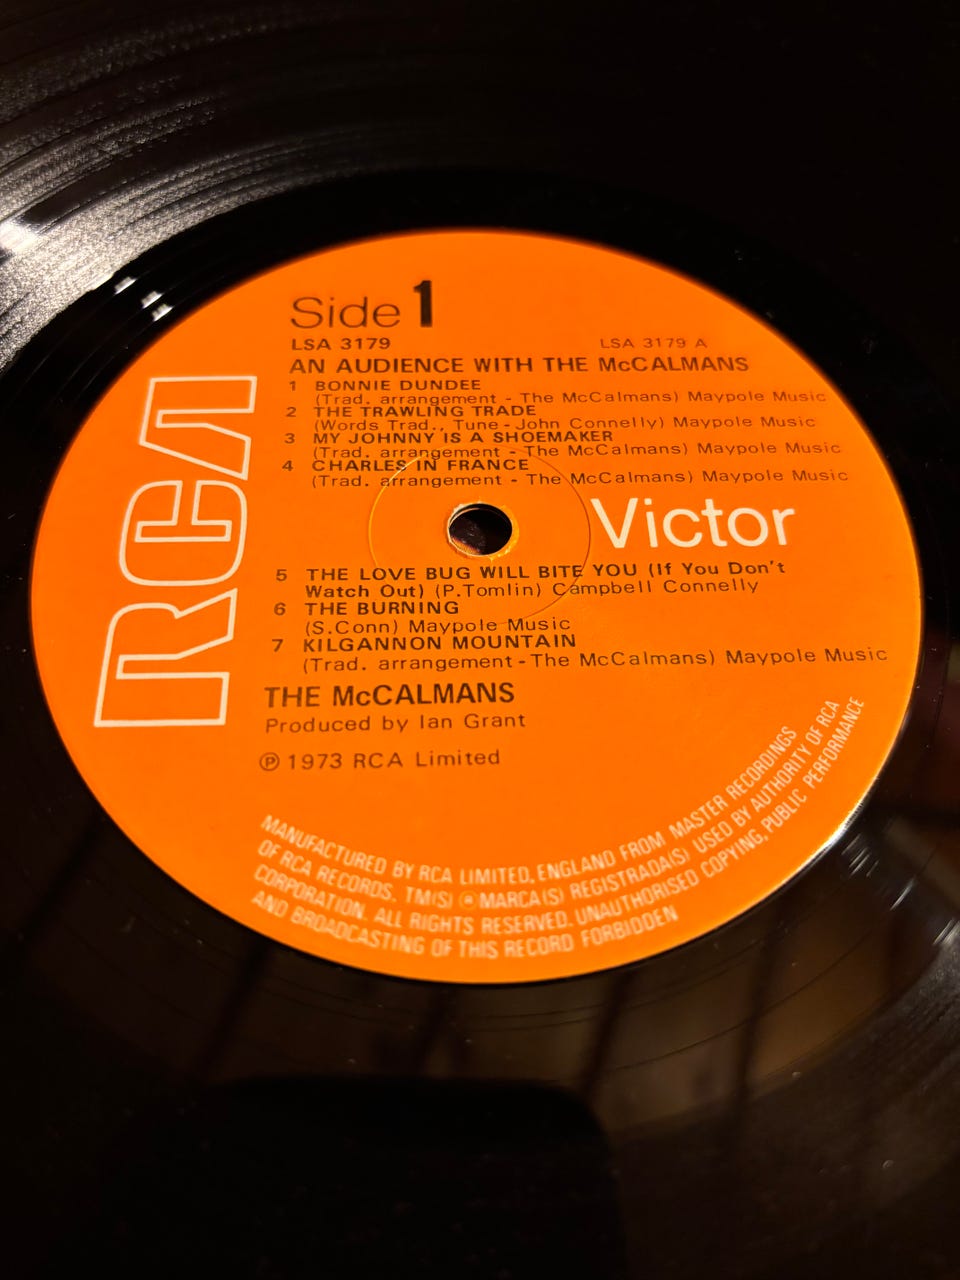 Side 1
LSA 3179 LSA 3179 A
AN AUDIENCE WITH THE McCALMANS
1 BONNIE DUNDEE
(Trad. arrangement - The McCalmans) Maypole Music
2 THE TRAWLING TRADE
(Words Trad., Tune - John Connelly) Maypole Music
3 MY JOHNNY IS A SHOEMAKER
(Trad. arrangement - The McCalmans) Maypole Music
4 CHARLES IN FRANCE
(Trad. arrangement - The McCalmans) Maypole Music
RCA
Victor
5 THE LOVE BUG WILL BITE YOU (If You Don't
Watch Out) (P.Tomlin) Campbell Connelly
6 THE BURNING
(S.Conn) Maypole Music
7 KILGANNON MOUNTAIN
(Trad. arrangement - The McCalmans) Maypole Music
THE McCALMANS
Produced by Ian Grant
℗ 1973 RCA Limited
MANUFACTURED BY RCA LIMITED, ENGLAND FROM MASTER RECORDINGS
OF RCA RECORDS. TM(S) ® MARCA(S) REGISTRADA(S) USED BY AUTHORITY OF RCA
CORPORATION. ALL RIGHTS RESERVED. UNAUTHORISED COPYING, PUBLIC PERFORMANCE
AND BROADCASTING OF THIS RECORD FORBIDDEN